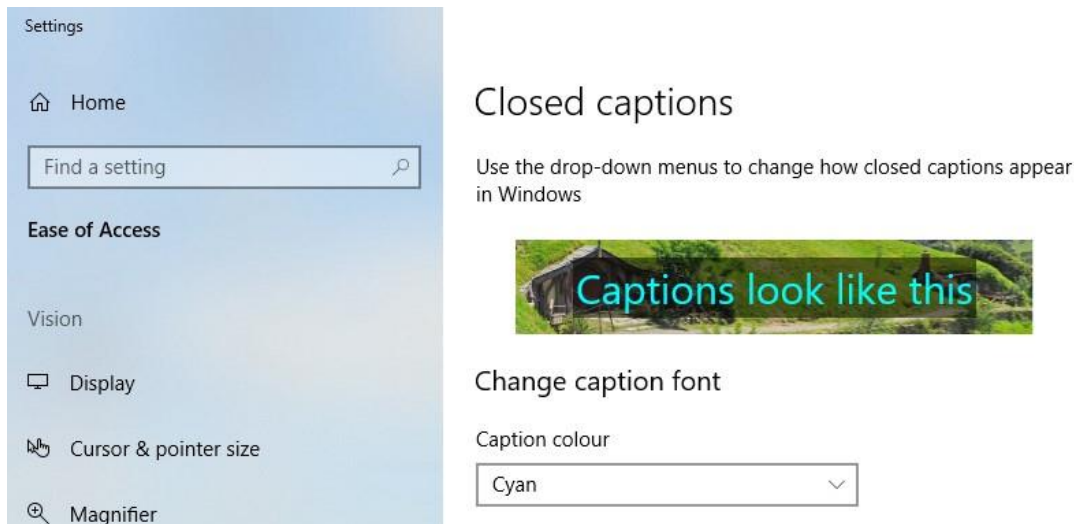 Settings
Home
Find a setting
Ease of Access
Vision
Display
Cursor & pointer size
Magnifier
Closed captions
Use the drop-down menus to change how closed captions appear
in Windows
Captions look like this
Change caption font
Caption colour
Cyan